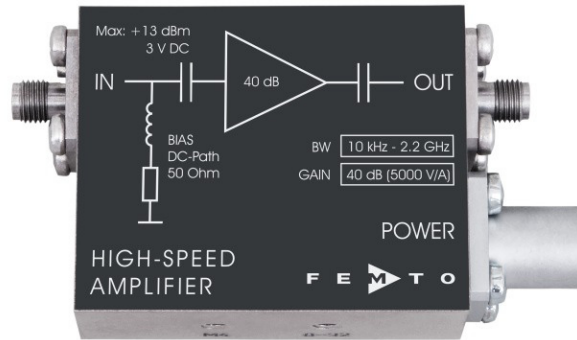 Max: +13 dBm
3 V DC
IN
40 dB
OUT
BIAS
DC-Path
50 Ohm
BW 10 kHz - 2.2 GHz
GAIN 40 dB (5000 V/A)
POWER
HIGH-SPEED
AMPLIFIER
FEMTO